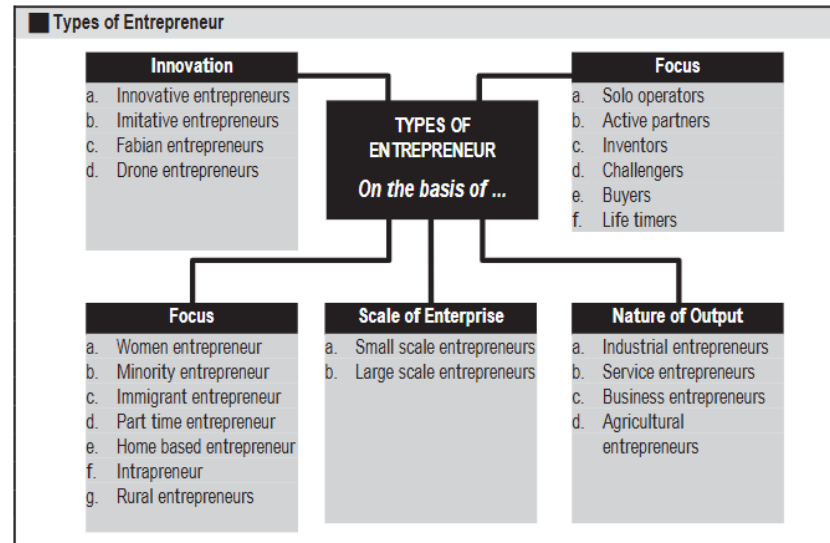 Types of Entrepreneur
Innovation
a. Innovative entrepreneurs
b. Imitative entrepreneurs
c. Fabian entrepreneurs
d. Drone entrepreneurs
TYPES OF
ENTREPRENEUR
On the basis of ...
Focus
a. Solo operators
b. Active partners
c. Inventors
d. Challengers
e. Buyers
f. Life timers
Focus
a. Women entrepreneur
b. Minority entrepreneur
c. Immigrant entrepreneur
d. Part time entrepreneur
e. Home based entrepreneur
f. Intrapreneur
g. Rural entrepreneurs
Scale of Enterprise
a. Small scale entrepreneurs
b. Large scale entrepreneurs
Nature of Output
a. Industrial entrepreneurs
b. Service entrepreneurs
c. Business entrepreneurs
d. Agricultural
entrepreneurs